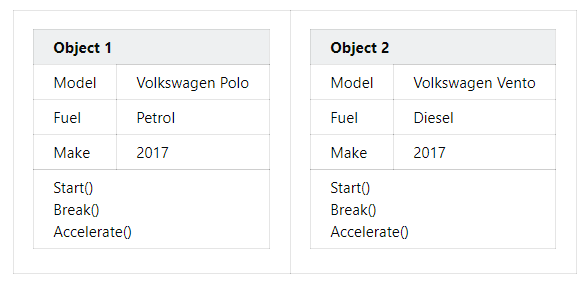 Object 1
Model Volkswagen Polo
Fuel Petrol
Make 2017
Start()
Break()
Accelerate()
Object 2
Model Volkswagen Vento
Fuel Diesel
Make 2017
Start()
Break()
Accelerate()